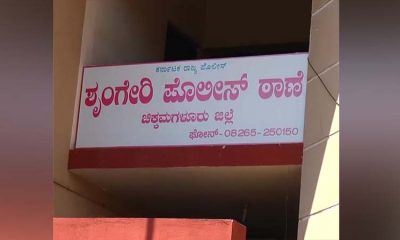 ಕರ್ನಾಟಕ ರಾಜ್ಯ ಪೊಲೀಸ್
ಶೃಂಗೇರಿ ಪೊಲೀಸ್ ಠಾಣೆ
ಚಿಕ್ಕಮಗಳೂರು ಜಿಲ್ಲೆ
ಫೋನ್-08265-250150